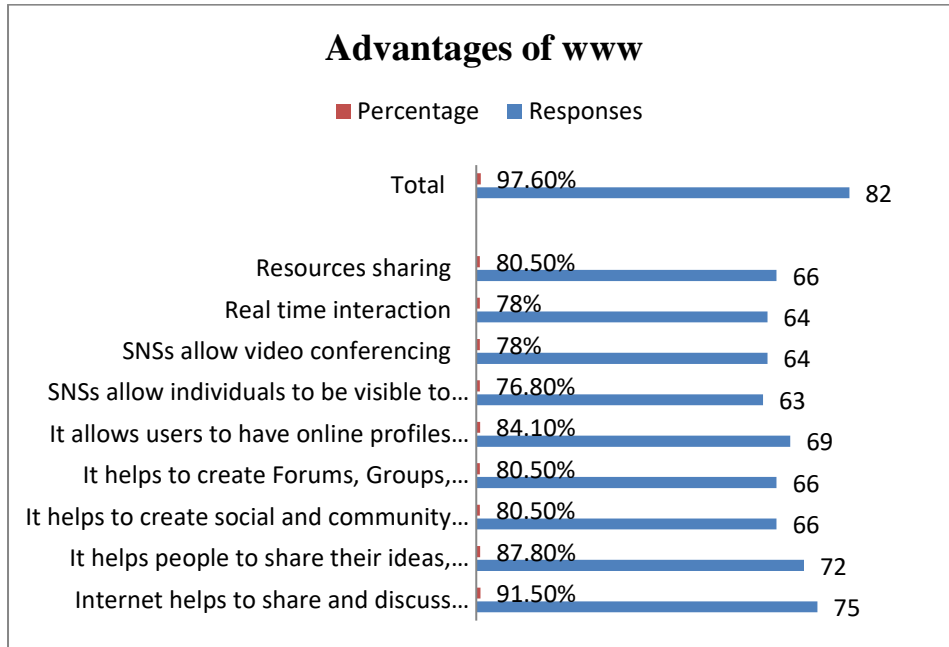 Advantages of www
Percentage Responses
Total 97.60% 82
Resources sharing 80.50% 66
Real time interaction 78% 64
SNSs allow video conferencing 78% 64
SNSs allow individuals to be visible to... 76.80% 63
It allows users to have online profiles... 84.10% 69
It helps to create Forums, Groups,... 80.50% 66
It helps to create social and community... 80.50% 66
It helps people to share their ideas,... 87.80% 72
Internet helps to share and discuss... 91.50% 75